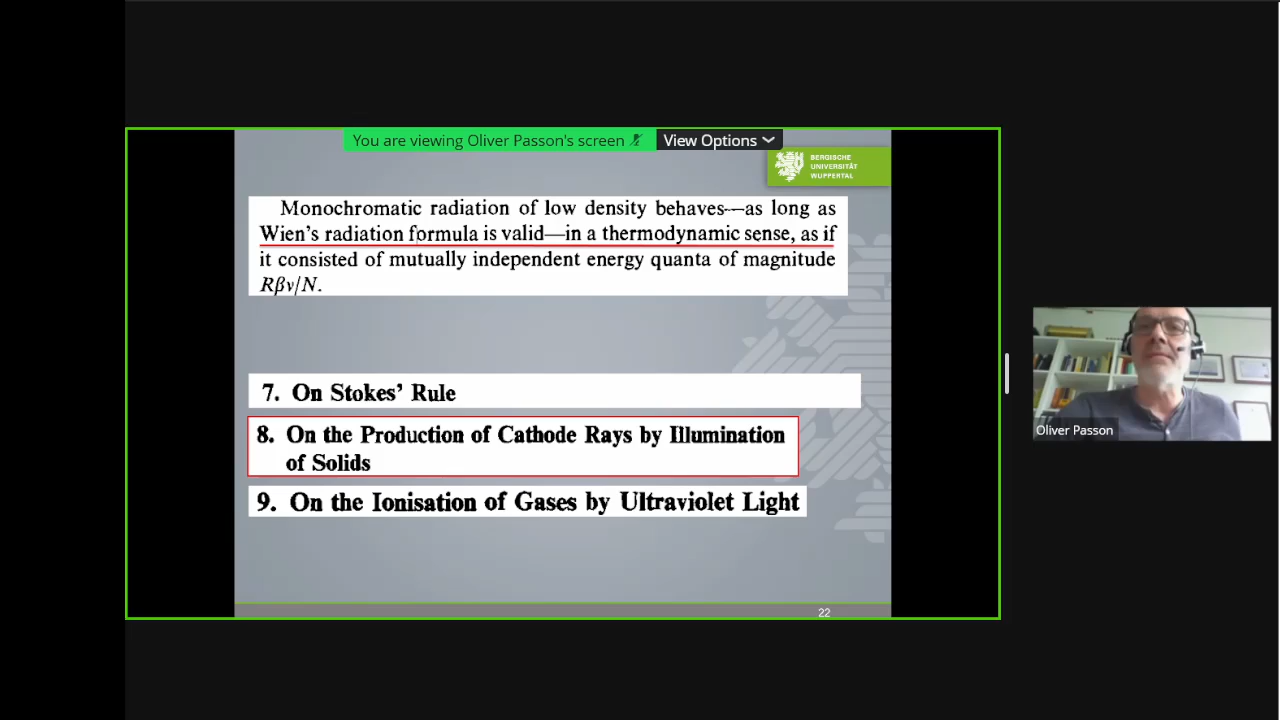 You are viewing Oliver Passon's screen
View Options
BERGISCHE
UNIVERSITÄT
WUPPERTAL
Monochromatic radiation of low density behaves—as long as
Wien's radiation formula is valid—in a thermodynamic sense, as if
it consisted of mutually independent energy quanta of magnitude
Rβν/N.
7. On Stokes' Rule
8. On the Production of Cathode Rays by Illumination
of Solids
9. On the Ionisation of Gases by Ultraviolet Light
22
Oliver Passon